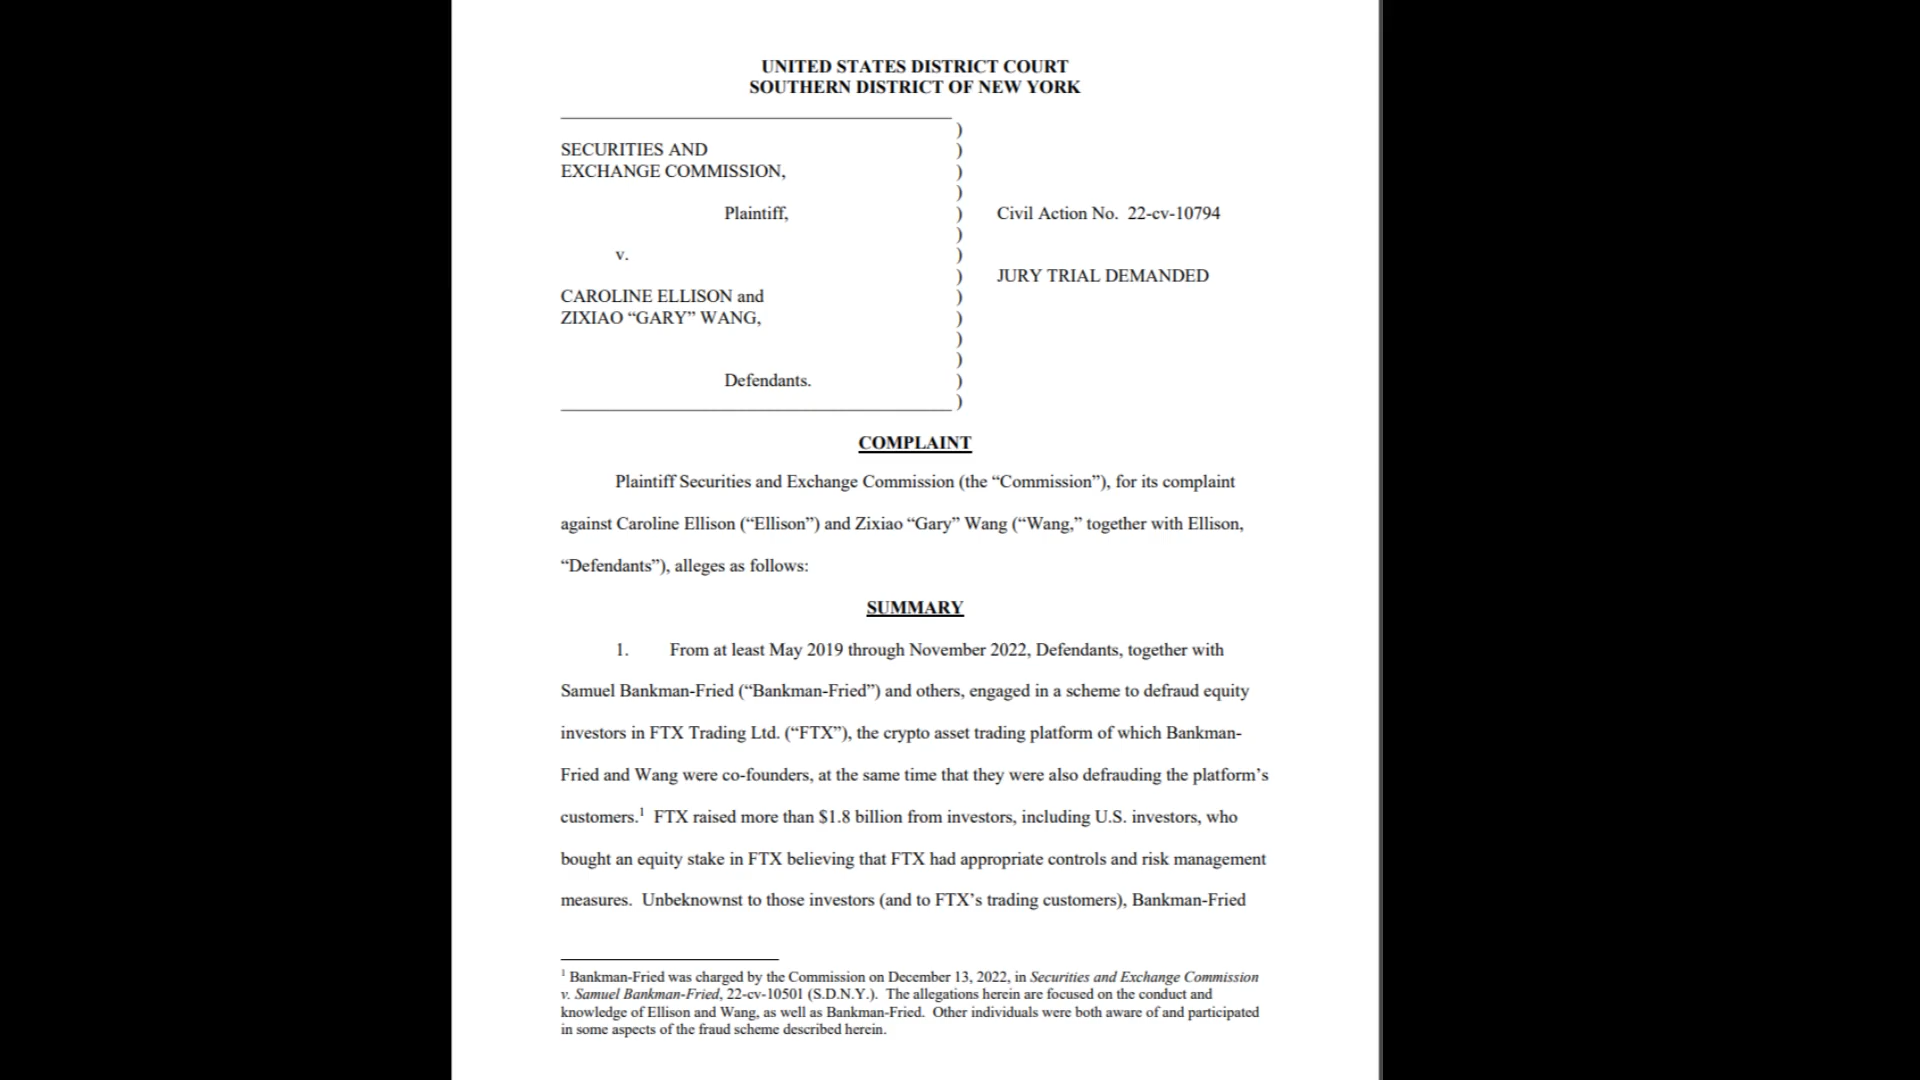 UNITED STATES DISTRICT COURT
SOUTHERN DISTRICT OF NEW YORK
)
SECURITIES AND )
EXCHANGE COMMISSION, )
)
Plaintiff, ) Civil Action No. 22-cv-10794
)
v. )
) JURY TRIAL DEMANDED
CAROLINE ELLISON and )
ZIXIAO “GARY” WANG, )
)
)
Defendants. )
)
COMPLAINT
Plaintiff Securities and Exchange Commission (the “Commission”), for its complaint
against Caroline Ellison (“Ellison”) and Zixiao “Gary” Wang (“Wang,” together with Ellison,
“Defendants”), alleges as follows:
SUMMARY
1. From at least May 2019 through November 2022, Defendants, together with
Samuel Bankman-Fried (“Bankman-Fried”) and others, engaged in a scheme to defraud equity
investors in FTX Trading Ltd. (“FTX”), the crypto asset trading platform of which Bankman-
Fried and Wang were co-founders, at the same time that they were also defrauding the platform’s
customers.1 FTX raised more than $1.8 billion from investors, including U.S. investors, who
bought an equity stake in FTX believing that FTX had appropriate controls and risk management
measures. Unbeknownst to those investors (and to FTX’s trading customers), Bankman-Fried
1 Bankman-Fried was charged by the Commission on December 13, 2022, in Securities and Exchange Commission
v. Samuel Bankman-Fried, 22-cv-10501 (S.D.N.Y.). The allegations herein are focused on the conduct and
knowledge of Ellison and Wang, as well as Bankman-Fried. Other individuals were both aware of and participated
in some aspects of the fraud scheme described herein.